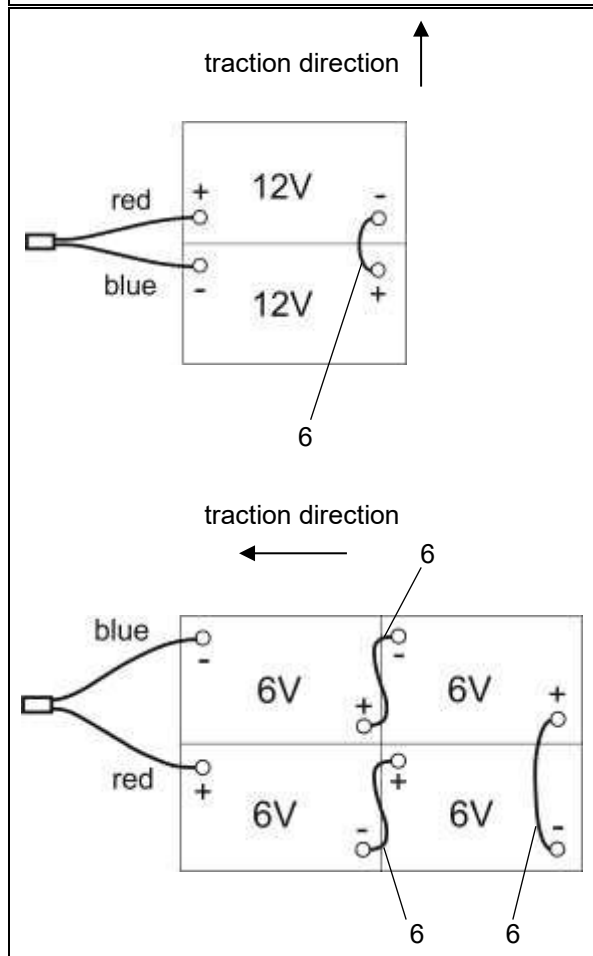 traction direction
red + 12V -
blue - 12V +
6
traction direction
6
blue - 6V + - 6V +
red + 6V - + 6V -
6 6